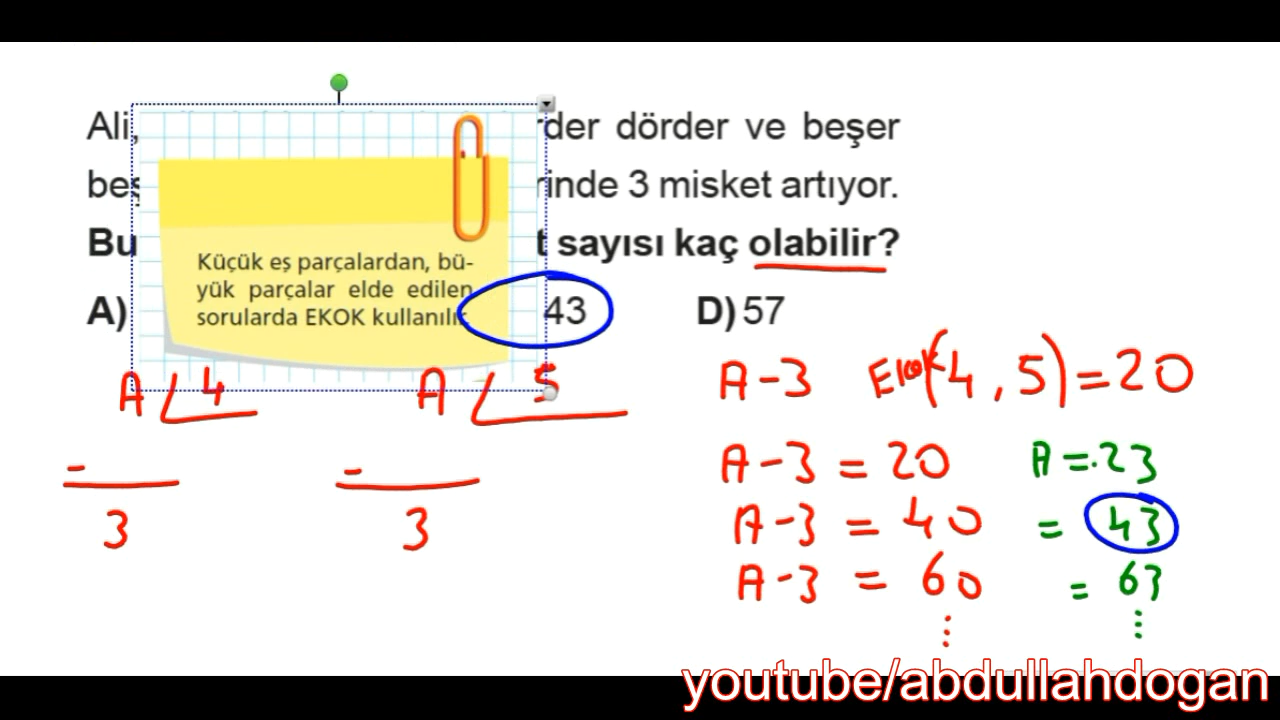 Ali, rder dörder ve beşer
beş rinde 3 misket artıyor.
Bu t sayısı kaç olabilir?
Küçük eş parçalardan, bü-
yük parçalar elde edilen
sorularda EKOK kullanılır.
A) 43 D) 57
A 4 A 5
- 3 - 3
A-3 EKOK(4,5)=20
A-3 = 20 A = 23
A-3 = 40 = 43
A-3 = 60 = 63
⋮ ⋮
youtube/abdullahdogan